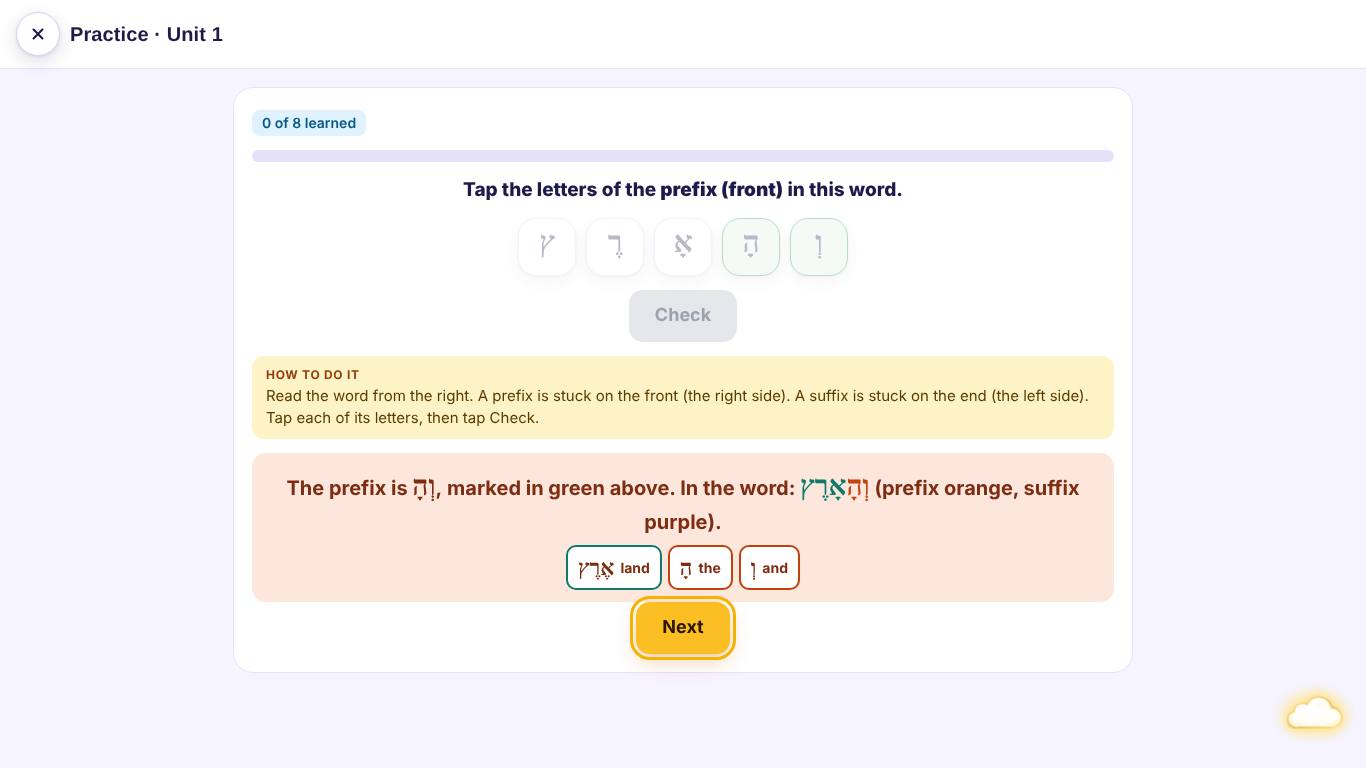 ✕ Practice · Unit 1
0 of 8 learned
Tap the letters of the prefix (front) in this word.
וְ הָ אָ רֶ ץ
Check
HOW TO DO IT
Read the word from the right. A prefix is stuck on the front (the right side). A suffix is stuck on the end (the left side).
Tap each of its letters, then tap Check.
The prefix is וְהָ, marked in green above. In the word: וְהָאָרֶץ (prefix orange, suffix
purple).
אֶרֶץ land הָ the וְ and
Next